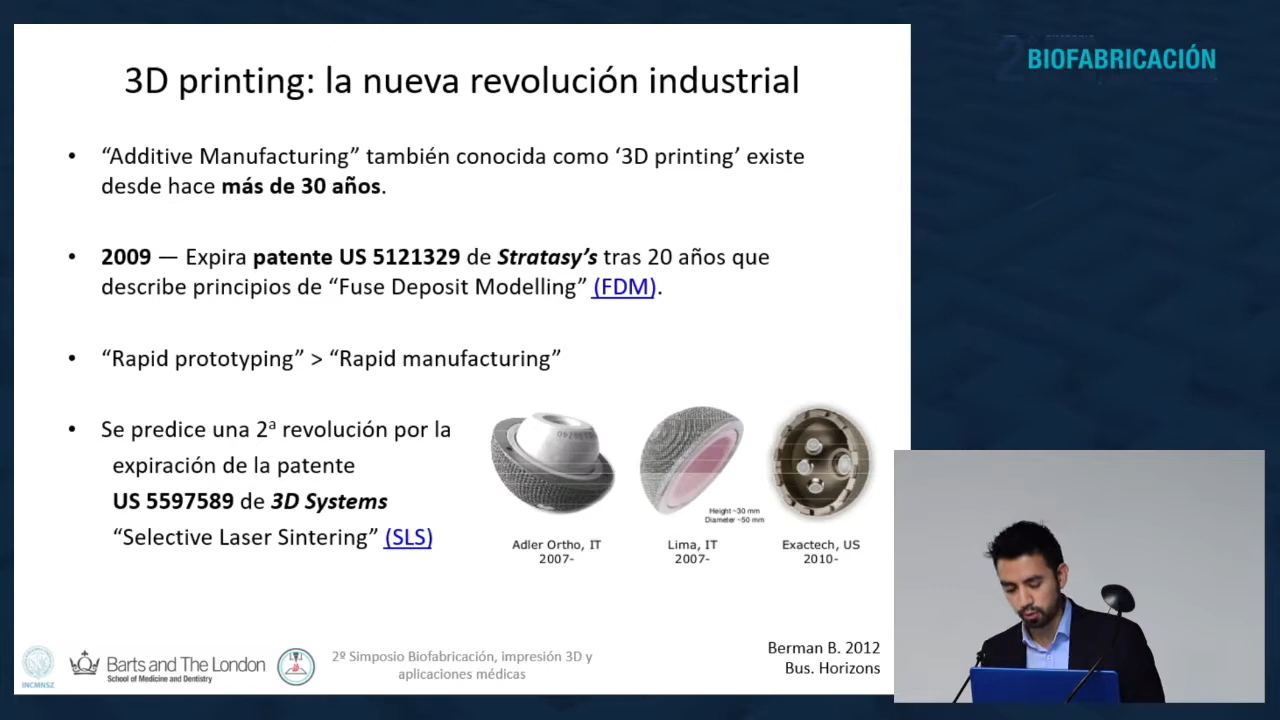 3D printing: la nueva revolución industrial
BIOFABRICACIÓN
• “Additive Manufacturing” también conocida como ‘3D printing’ existe
desde hace más de 30 años.
• 2009 — Expira patente US 5121329 de Stratasy’s tras 20 años que
describe principios de “Fuse Deposit Modelling” (FDM).
• “Rapid prototyping” > “Rapid manufacturing”
• Se predice una 2ª revolución por la
expiración de la patente
US 5597589 de 3D Systems
“Selective Laser Sintering” (SLS)
Height ~30 mm
Diameter ~50 mm
Adler Ortho, IT
2007-
Lima, IT
2007-
Exactech, US
2010-
INCMNSZ
Barts and The London
School of Medicine and Dentistry
2º Simposio Biofabricación, impresión 3D y
aplicaciones médicas
Berman B. 2012
Bus. Horizons